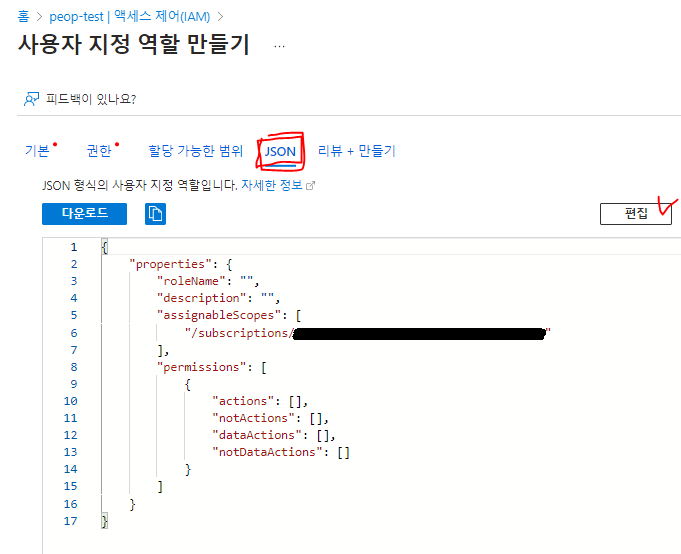 홈 > peop-test | 액세스 제어(IAM) >
사용자 지정 역할 만들기 ...
피드백이 있나요?
기본 • 권한 • 할당 가능한 범위 JSON 리뷰 + 만들기
JSON 형식의 사용자 지정 역할입니다. 자세한 정보
다운로드 편집
1 {
2 "properties": {
3 "roleName": "",
4 "description": "",
5 "assignableScopes": [
6 "/subscriptions/ "
7 ],
8 "permissions": [
9 {
10 "actions": [],
11 "notActions": [],
12 "dataActions": [],
13 "notDataActions": []
14 }
15 ]
16 }
17 }